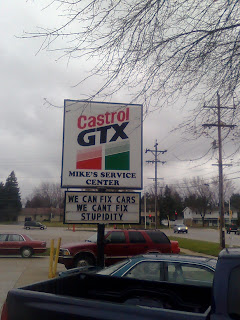 Castrol
GTX
MIKE'S SERVICE
CENTER
WE CAN FIX CARS
WE CANT FIX
STUPIDITY